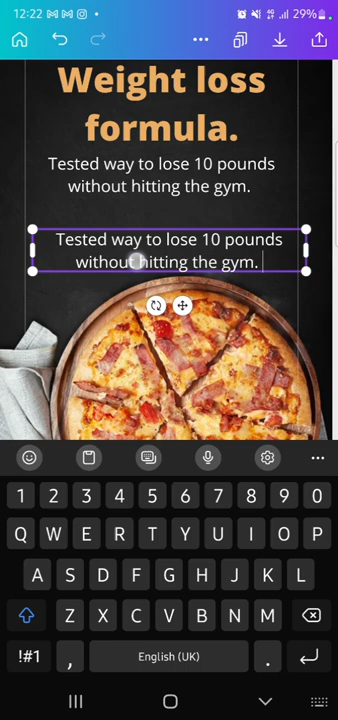 12:22
29%
Weight loss
formula.
Tested way to lose 10 pounds
without hitting the gym.
Tested way to lose 10 pounds
without hitting the gym.
1 2 3 4 5 6 7 8 9 0
Q W E R T Y U I O P
A S D F G H J K L
Z X C V B N M
!#1 , English (UK) .